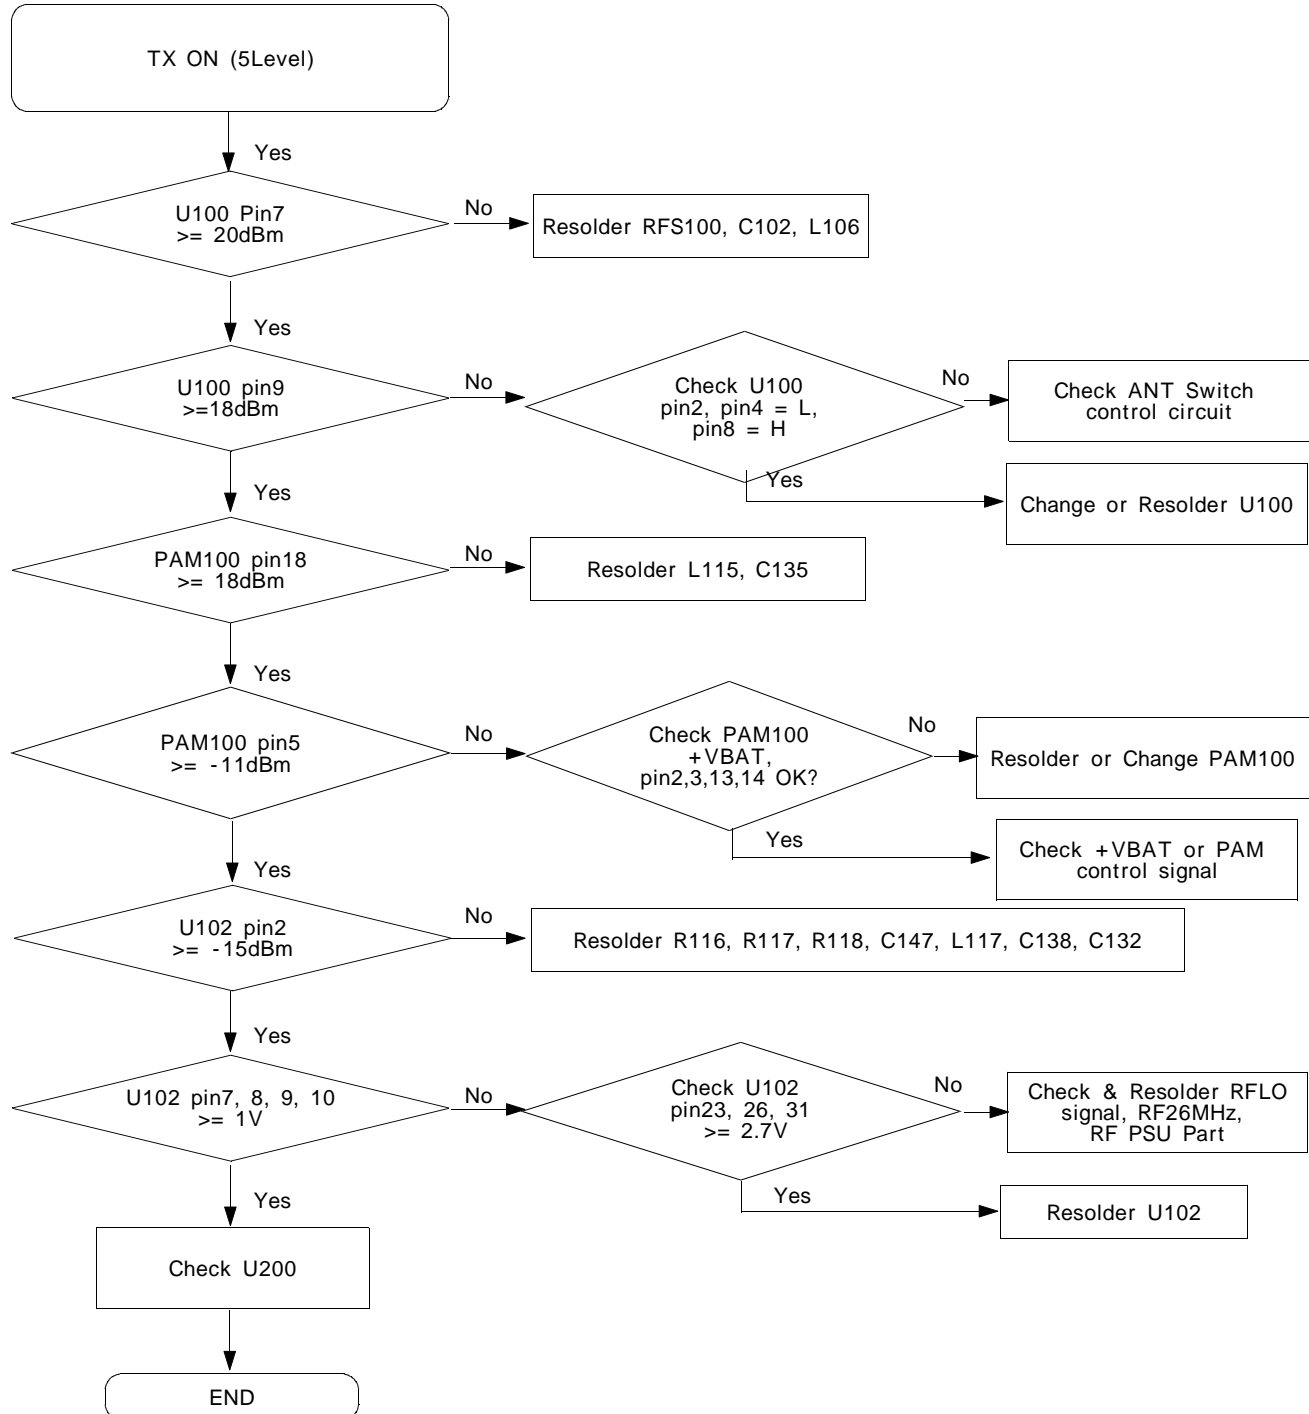 TX ON (5Level)
Yes
U100 Pin7
>= 20dBm
No
Resolder RFS100, C102, L106
Yes
U100 pin9
>=18dBm
No
Check U100
pin2, pin4 = L,
pin8 = H
No
Check ANT Switch
control circuit
Yes
Change or Resolder U100
Yes
PAM100 pin18
>= 18dBm
No
Resolder L115, C135
Yes
PAM100 pin5
>= -11dBm
No
Check PAM100
+VBAT,
pin2,3,13,14 OK?
No
Resolder or Change PAM100
Yes
Check +VBAT or PAM
control signal
Yes
U102 pin2
>= -15dBm
No
Resolder R116, R117, R118, C147, L117, C138, C132
Yes
U102 pin7, 8, 9, 10
>= 1V
No
Check U102
pin23, 26, 31
>= 2.7V
No
Check & Resolder RFLO
signal, RF26MHz,
RF PSU Part
Yes
Resolder U102
Yes
Check U200
END